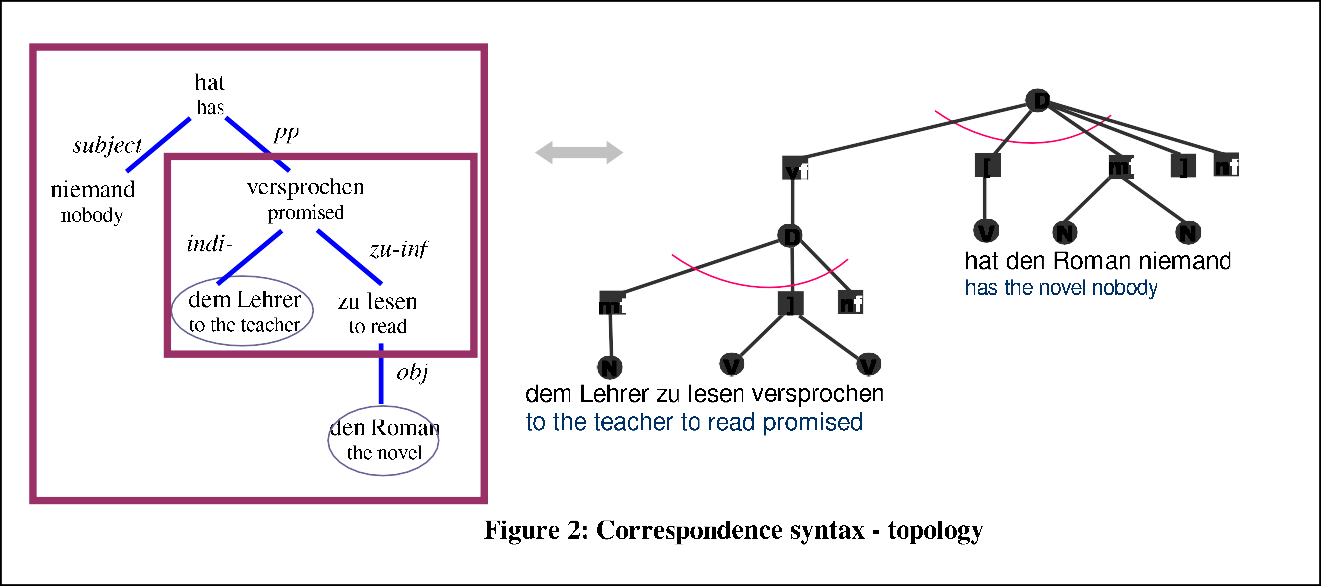 hat
has
subject
pp
niemand
nobody
versprochen
promised
indi-
zu-inf
dem Lehrer
to the teacher
zu lesen
to read
obj
den Roman
the novel
D
vf
[
mf
]
nf
V
N
N
hat den Roman niemand
has the novel nobody
D
mf
]
nf
N
V
V
dem Lehrer zu lesen versprochen
to the teacher to read promised
Figure 2: Correspondence syntax - topology